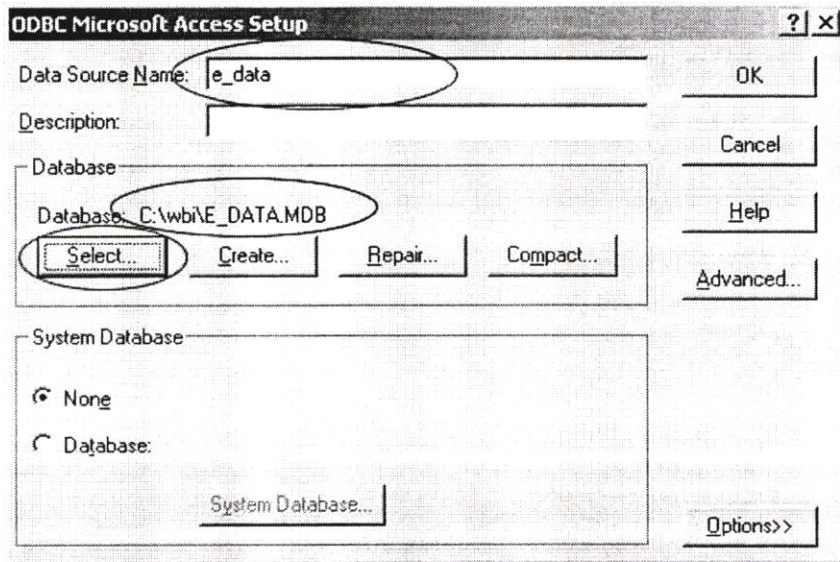 ODBC Microsoft Access Setup
Data Source Name: e_data
OK
Description:
Cancel
Database
Database: C:\wbi\E_DATA.MDB
Help
Select... Create... Repair... Compact...
Advanced...
System Database
None
Database:
System Database...
Options>>